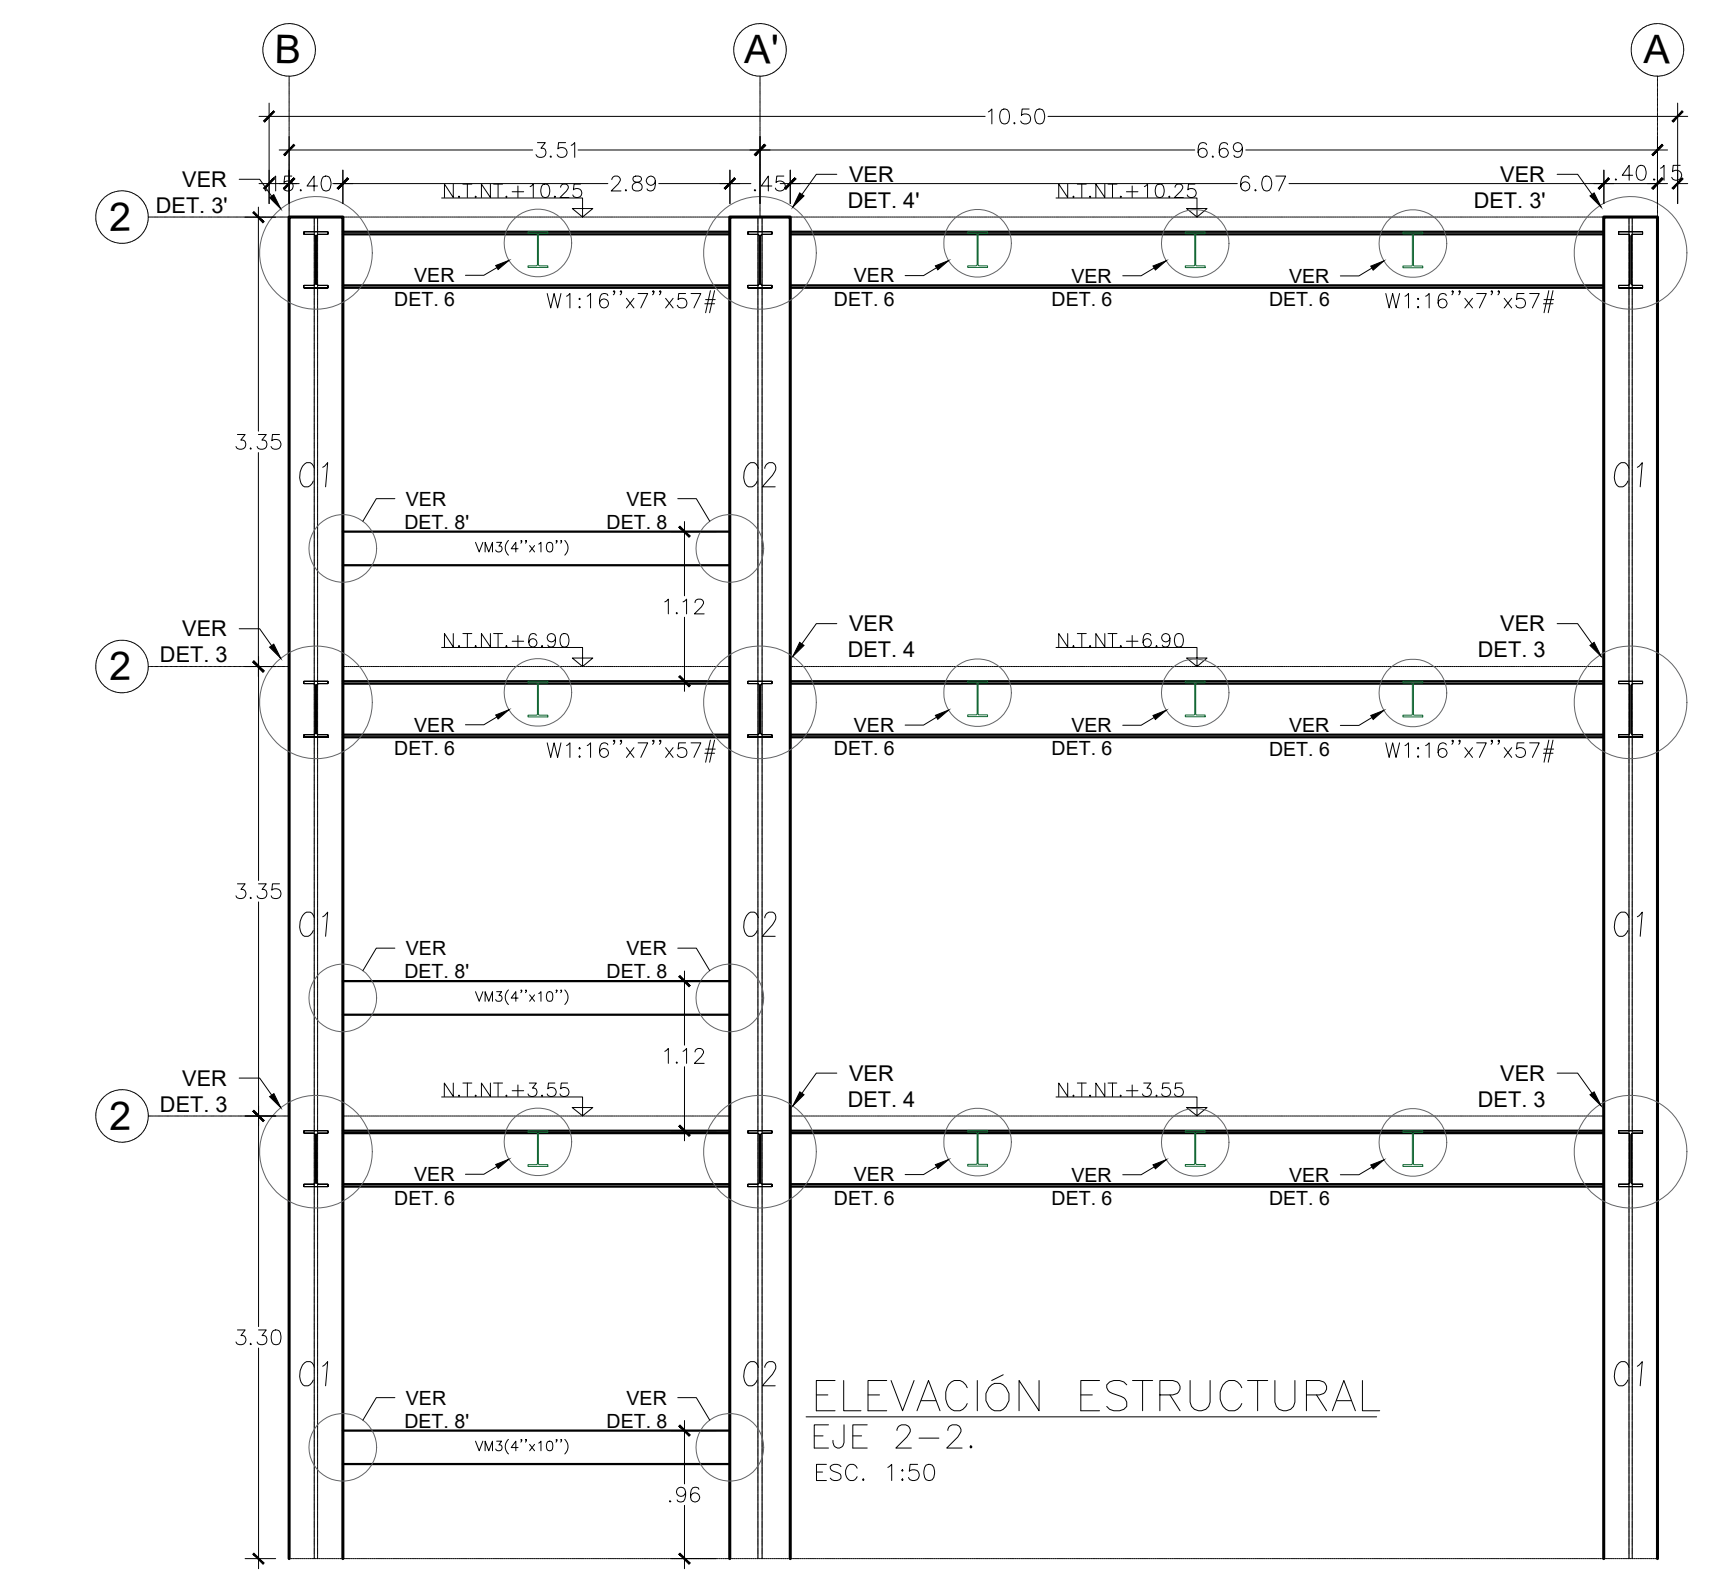 B
A'
A
10.50
3.51
6.69
.15
.40
2.89
.45
6.07
.40
.15
VER
DET. 3'
N.T.NT.+10.25
VER
DET. 4'
N.T.NT.+10.25
VER
DET. 3'
2
VER
DET. 6
W1:16''x7''x57#
VER
DET. 6
VER
DET. 6
VER
DET. 6
W1:16''x7''x57#
3.35
C1
C2
C1
VER
DET. 8'
VER
DET. 8
VM3(4''x10'')
1.12
VER
DET. 3
N.T.NT.+6.90
VER
DET. 4
N.T.NT.+6.90
VER
DET. 3
2
VER
DET. 6
W1:16''x7''x57#
VER
DET. 6
VER
DET. 6
VER
DET. 6
W1:16''x7''x57#
3.35
C1
C2
C1
VER
DET. 8'
VER
DET. 8
VM3(4''x10'')
1.12
VER
DET. 3
N.T.NT.+3.55
VER
DET. 4
N.T.NT.+3.55
VER
DET. 3
2
VER
DET. 6
VER
DET. 6
VER
DET. 6
VER
DET. 6
3.30
C1
C2
C1
VER
DET. 8'
VER
DET. 8
VM3(4''x10'')
.96
ELEVACIÓN ESTRUCTURAL
EJE 2-2.
ESC. 1:50